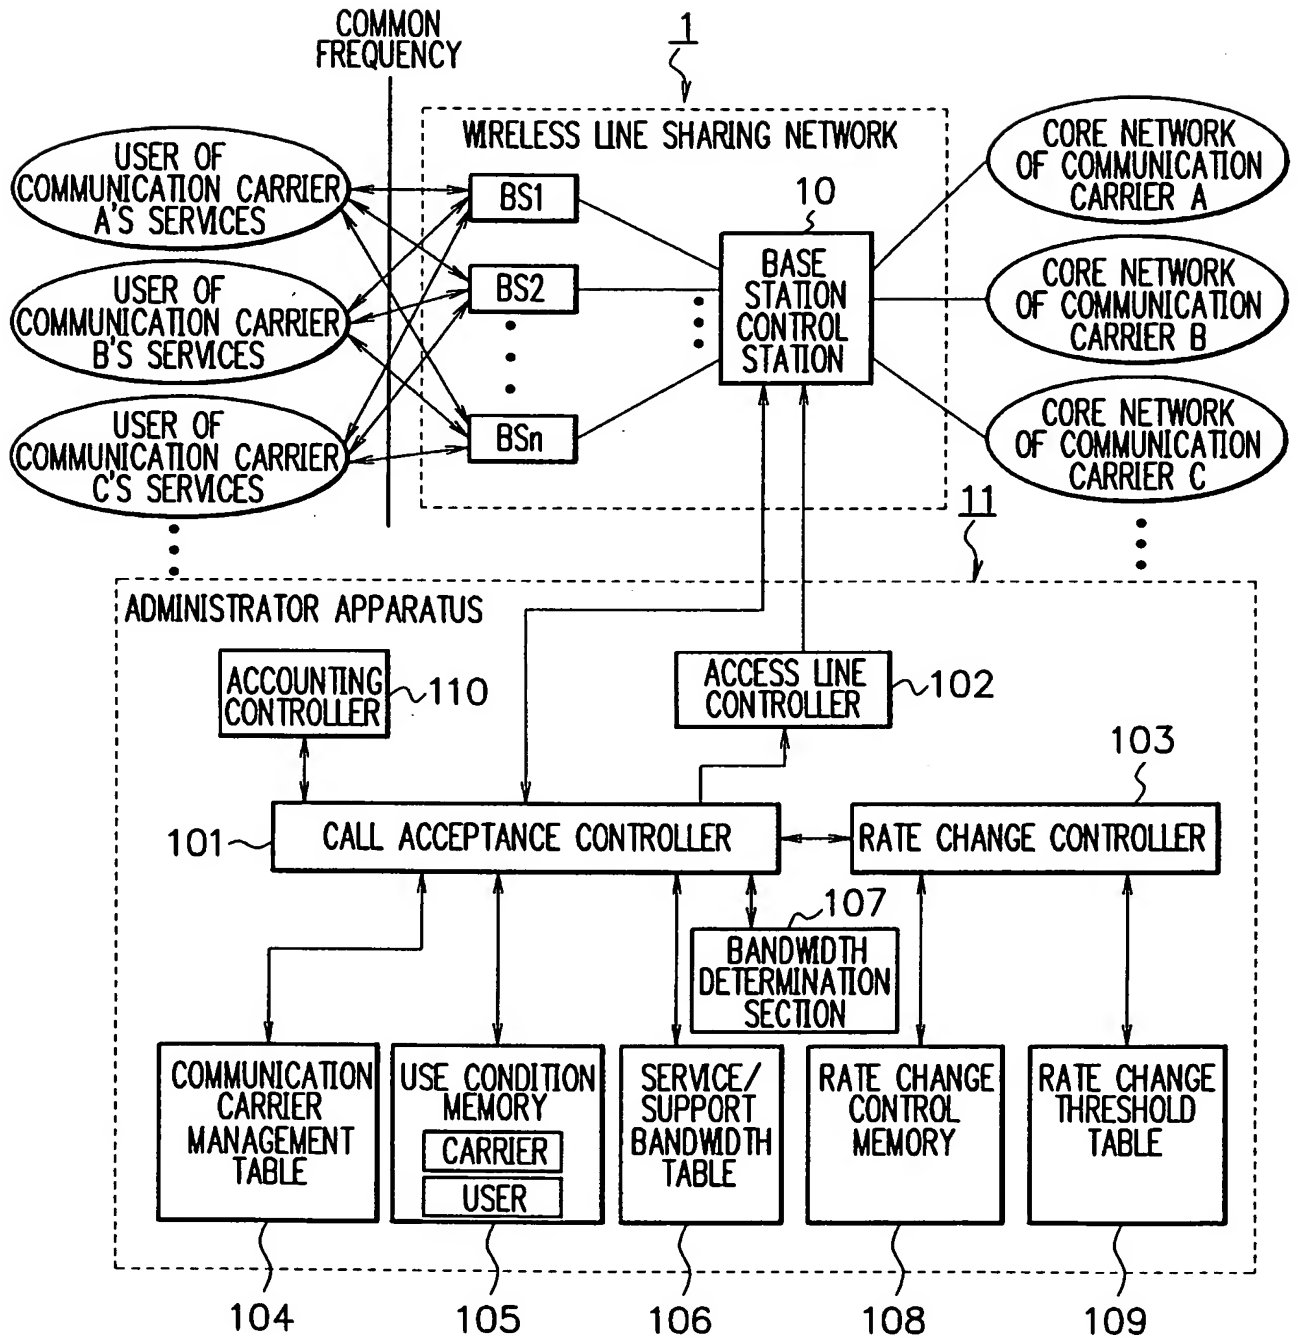 COMMON
FREQUENCY
1
WIRELESS LINE SHARING NETWORK
USER OF
COMMUNICATION CARRIER
A'S SERVICES
USER OF
COMMUNICATION CARRIER
B'S SERVICES
USER OF
COMMUNICATION CARRIER
C'S SERVICES
BS1
BS2
BSn
10
BASE
STATION
CONTROL
STATION
CORE NETWORK
OF COMMUNICATION
CARRIER A
CORE NETWORK
OF COMMUNICATION
CARRIER B
CORE NETWORK
OF COMMUNICATION
CARRIER C
11
ADMINISTRATOR APPARATUS
ACCOUNTING
CONTROLLER
110
ACCESS LINE
CONTROLLER
102
103
101
CALL ACCEPTANCE CONTROLLER
RATE CHANGE CONTROLLER
107
BANDWIDTH
DETERMINATION
SECTION
COMMUNICATION
CARRIER
MANAGEMENT
TABLE
USE CONDITION
MEMORY
CARRIER
USER
SERVICE/
SUPPORT
BANDWIDTH
TABLE
RATE CHANGE
CONTROL
MEMORY
RATE CHANGE
THRESHOLD
TABLE
104
105
106
108
109